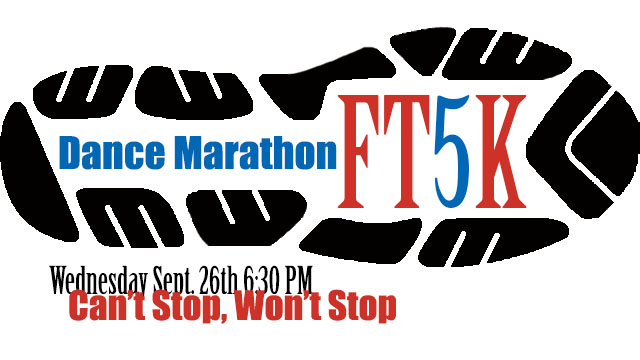 Dance Marathon FT5K
Wednesday Sept. 26th 6:30 PM
Can't Stop, Won't Stop